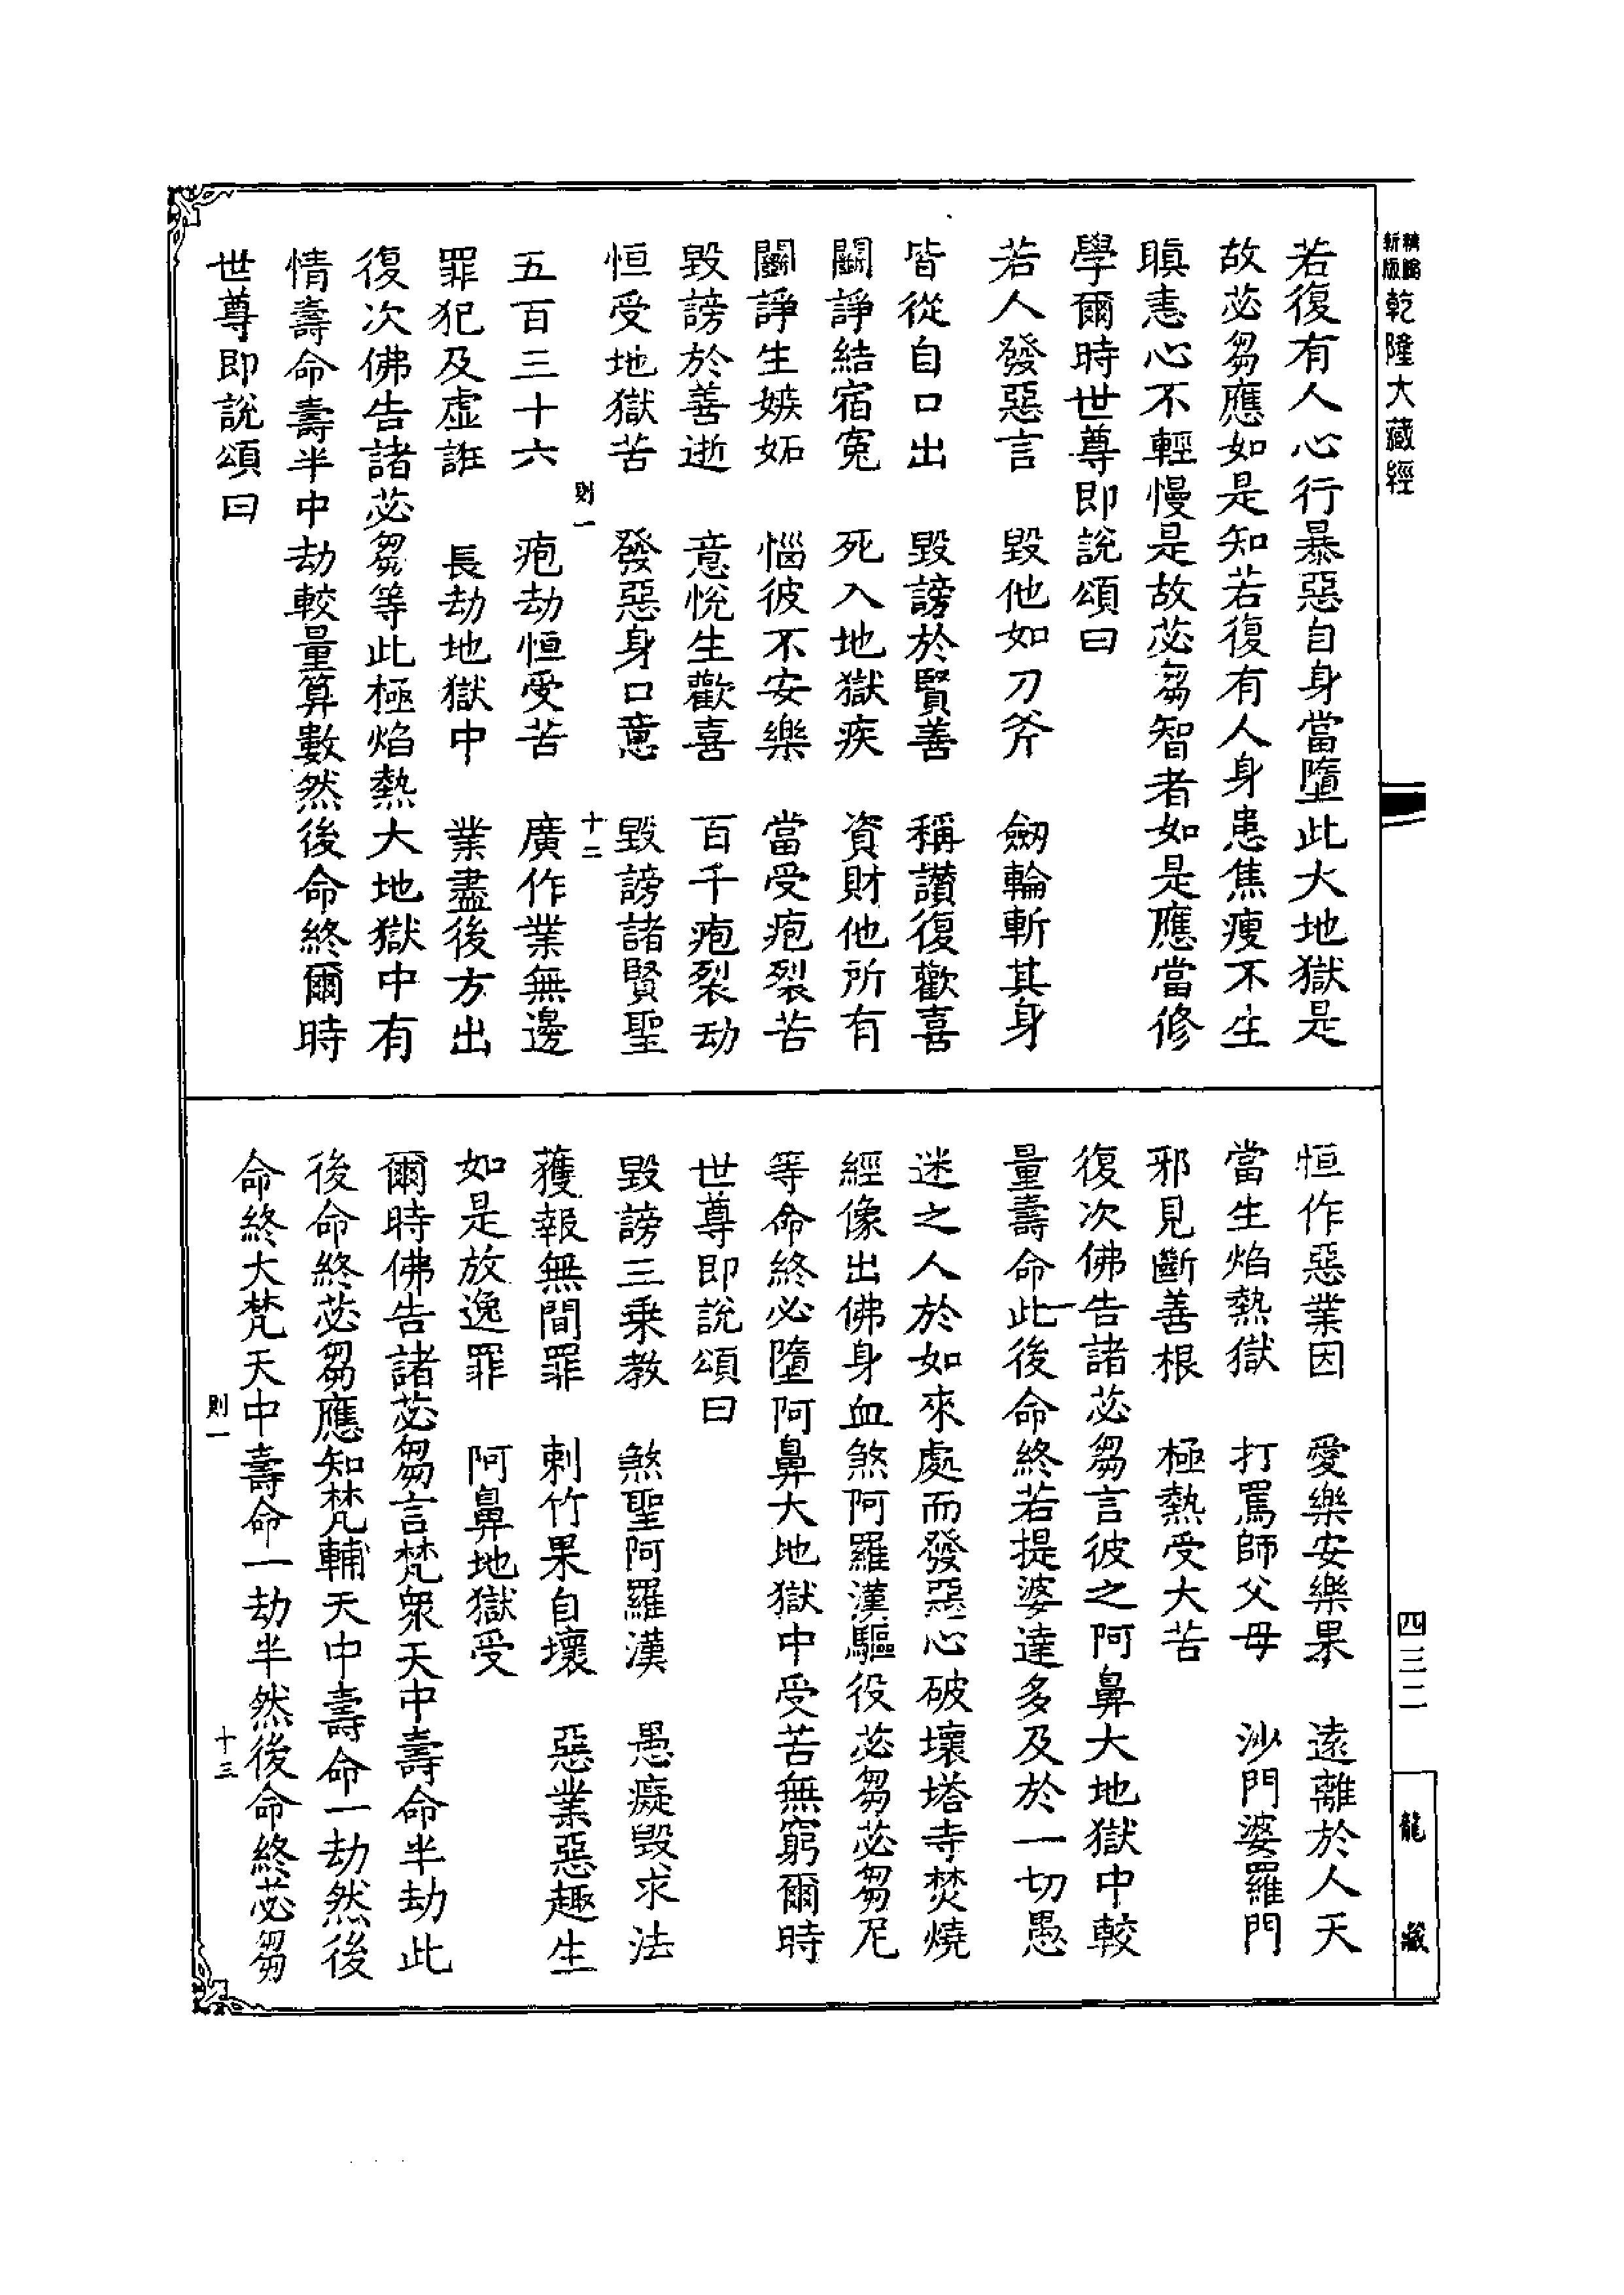 新版
精縮
乾隆大藏經
四三二
龍藏
若復有人心行暴惡自身當墮此大地獄是
故苾芻應如是知若復有人身患焦瘦不生
瞋恚心不輕慢是故苾芻智者如是應當修
學爾時世尊即說頌曰
若人發惡言　毀他如刀斧　劒輪斬其身
皆從自口出　毀謗於賢善　稱讚復歡喜
鬬諍結宿寃　死入地獄疾　資財他所有
鬬諍生嫉妬　惱彼不安樂　當受疱裂苦
毀謗於善逝　意悅生歡喜　百千疱裂劫
恒受地獄苦　發惡身口意　毀謗諸賢聖
則一　十二
五百三十六　疱劫恒受苦　廣作業無邊
罪犯及虛誑　長劫地獄中　業盡後方出
復次佛告諸苾芻等此極焰熱大地獄中有
情壽命壽半中劫較量算數然後命終爾時
世尊即說頌曰
恒作惡業因　愛樂安樂果　遠離於人天
當生焰熱獄　打罵師父母　沙門婆羅門
邪見斷善根　極熱受大苦
復次佛告諸苾芻言彼之阿鼻大地獄中較
量壽命此一後命終若提婆達多及於一切愚
迷之人於如來處而發惡心破壞塔寺焚燒
經像出佛身血煞阿羅漢驅役苾芻苾芻尼
等命終必墮阿鼻大地獄中受苦無窮爾時
世尊即說頌曰
毀謗三乘教　煞聖阿羅漢　愚癡毀求法
獲報無間罪　刺竹果自壞　惡業惡趣生
如是放逸罪　阿鼻地獄受
爾時佛告諸苾芻言梵衆天中壽命半劫此
後命終苾芻應知梵輔天中壽命一劫然後
命終大梵天中壽命一劫半然後命終苾芻
則一　十三